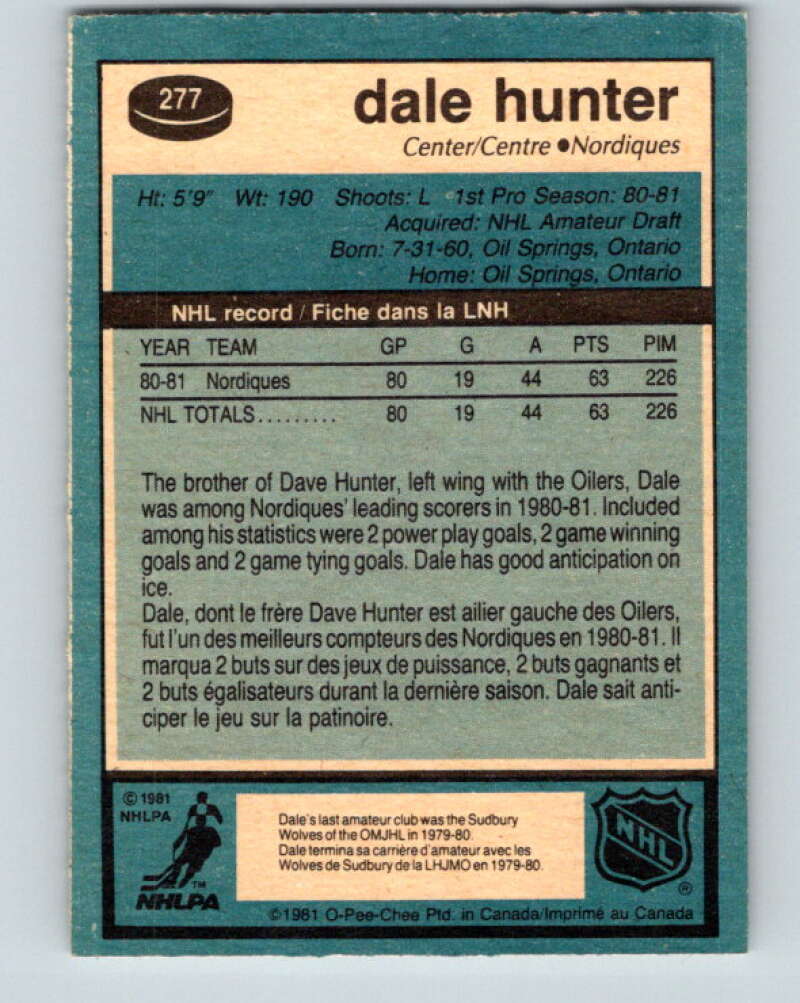 277
dale hunter
Center/Centre ●Nordiques
Ht: 5'9" Wt: 190 Shoots: L 1st Pro Season: 80-81
Acquired: NHL Amateur Draft
Born: 7-31-60, Oil Springs, Ontario
Home: Oil Springs, Ontario
NHL record / Fiche dans la LNH
YEAR TEAM GP G A PTS PIM
80-81 Nordiques 80 19 44 63 226
NHL TOTALS......... 80 19 44 63 226
The brother of Dave Hunter, left wing with the Oilers, Dale
was among Nordiques' leading scorers in 1980-81. Included
among his statistics were 2 power play goals, 2 game winning
goals and 2 game tying goals. Dale has good anticipation on
ice.
Dale, dont le frère Dave Hunter est ailier gauche des Oilers,
fut l'un des meilleurs compteurs des Nordiques en 1980-81. Il
marqua 2 buts sur des jeux de puissance, 2 buts gagnants et
2 buts égalisateurs durant la dernière saison. Dale sait anti-
ciper le jeu sur la patinoire.
© 1981
NHLPA
TM
NHLPA
Dale's last amateur club was the Sudbury
Wolves of the OMJHL in 1979-80.
Dale termina sa carrière d'amateur avec les
Wolves de Sudbury de la LHJMO en 1979-80.
NHL
®
©1981 O-Pee-Chee Ptd. in Canada/Imprimé au Canada